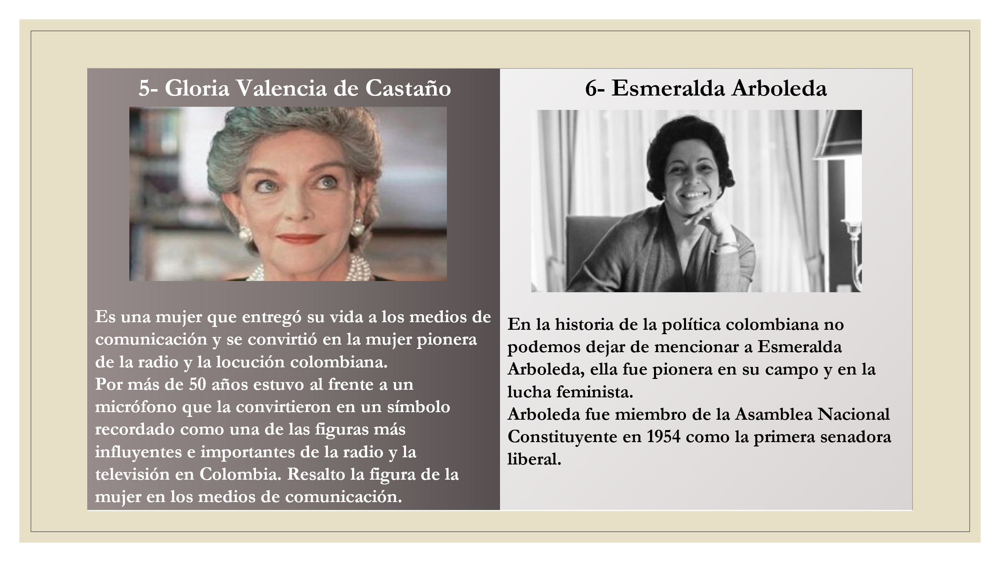 5- Gloria Valencia de Castaño
Es una mujer que entregó su vida a los medios de
comunicación y se convirtió en la mujer pionera
de la radio y la locución colombiana.
Por más de 50 años estuvo al frente a un
micrófono que la convirtieron en un símbolo
recordado como una de las figuras más
influyentes e importantes de la radio y la
televisión en Colombia. Resalto la figura de la
mujer en los medios de comunicación.
6- Esmeralda Arboleda
En la historia de la política colombiana no
podemos dejar de mencionar a Esmeralda
Arboleda, ella fue pionera en su campo y en la
lucha feminista.
Arboleda fue miembro de la Asamblea Nacional
Constituyente en 1954 como la primera senadora
liberal.